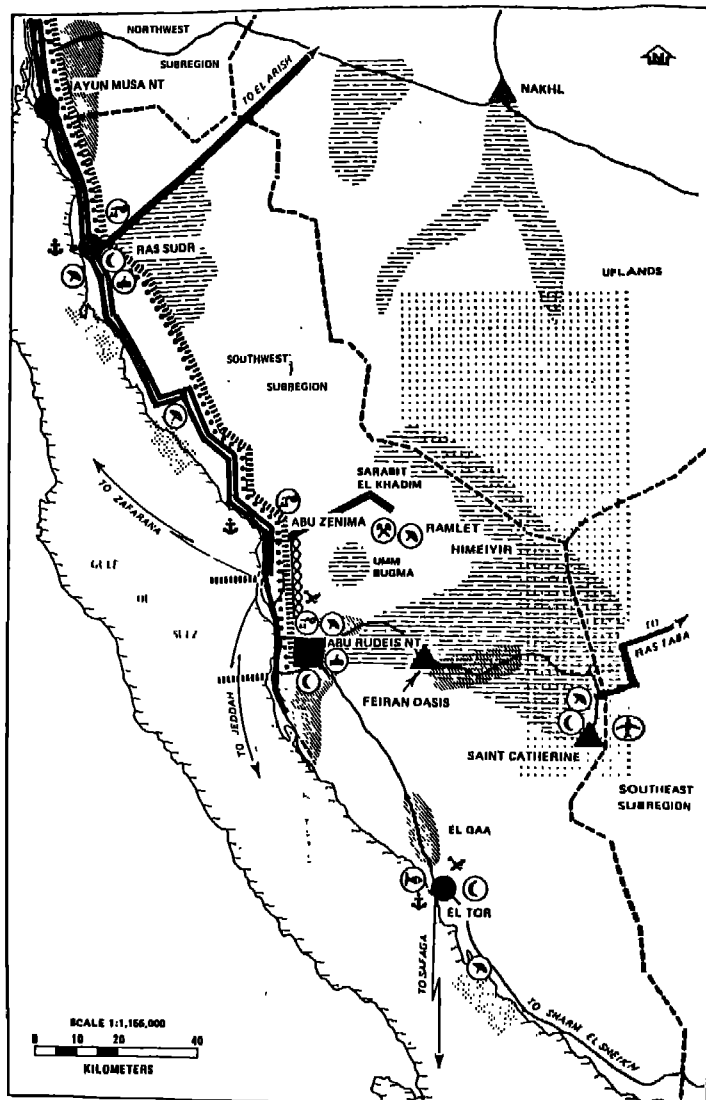 NORTHWEST
SUBREGION
N
AYUN MUSA NT
TO EL ARISH
NAKHL
RAS SUDR
UPLANDS
SOUTHWEST
SUBREGION
SARABIT
EL KHADIM
TO ZAFARANA
ABU ZENIMA
RAMLET
HIMEIYIR
UMM
BUGMA
GULF
OF
SUEZ
ABU RUDEIS NT
TO
RAS TABA
FEIRAN OASIS
TO JEDDAH
SAINT CATHERINE
SOUTHEAST
SUBREGION
EL QAA
EL TOR
TO SAFAGA
TO SHARM EL SHEIKH
SCALE 1:1,166,000
0 10 20 40
KILOMETERS